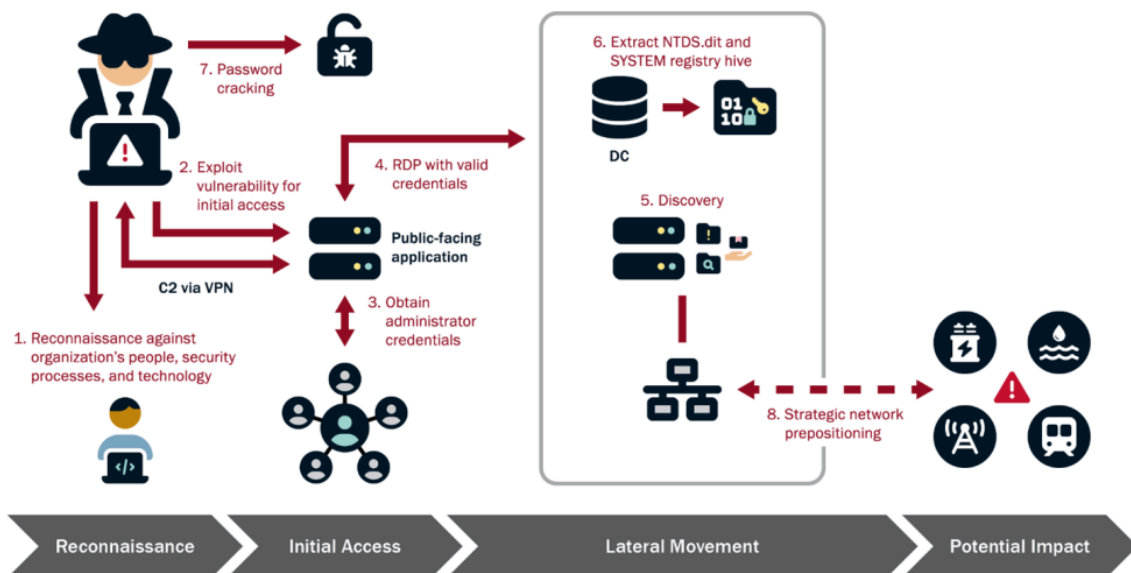 7. Password
cracking
2. Exploit
vulnerability for
initial access
C2 via VPN
1. Reconnaissance against
organization's people, security
processes, and technology
4. RDP with valid
credentials
Public-facing
application
3. Obtain
administrator
credentials
6. Extract NTDS.dit and
SYSTEM registry hive
01
10
DC
5. Discovery
8. Strategic network
prepositioning
</>
Reconnaissance
Initial Access
Lateral Movement
Potential Impact